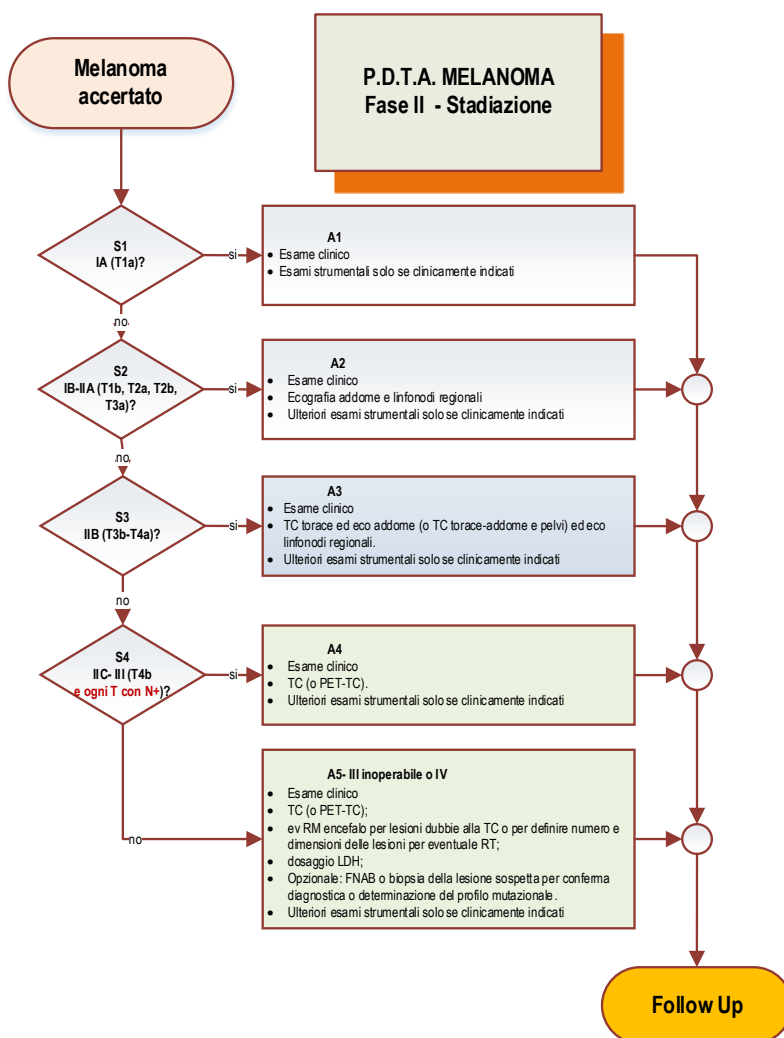 Melanoma
accertato
P.D.T.A. MELANOMA
Fase II - Stadiazione
S1
IA (T1a)?
si
A1
• Esame clinico
• Esami strumentali solo se clinicamente indicati
no
S2
IB-IIA (T1b, T2a, T2b,
T3a)?
si
A2
• Esame clinico
• Ecografia addome e linfonodi regionali
• Ulteriori esami strumentali solo se clinicamente indicati
no
S3
IIB (T3b-T4a)?
si
A3
• Esame clinico
• TC torace ed eco addome (o TC torace-addome e pelvi) ed eco
linfonodi regionali.
• Ulteriori esami strumentali solo se clinicamente indicati
no
S4
IIC- III (T4b
e ogni T con N+)?
si
A4
• Esame clinico
• TC (o PET-TC).
• Ulteriori esami strumentali solo se clinicamente indicati
no
A5- III inoperabile o IV
• Esame clinico
• TC (o PET-TC);
• ev RM encefalo per lesioni dubbie alla TC o per definire numero e
dimensioni delle lesioni per eventuale RT;
• dosaggio LDH;
• Opzionale: FNAB o biopsia della lesione sospetta per conferma
diagnostica o determinazione del profilo mutazionale.
• Ulteriori esami strumentali solo se clinicamente indicati
Follow Up